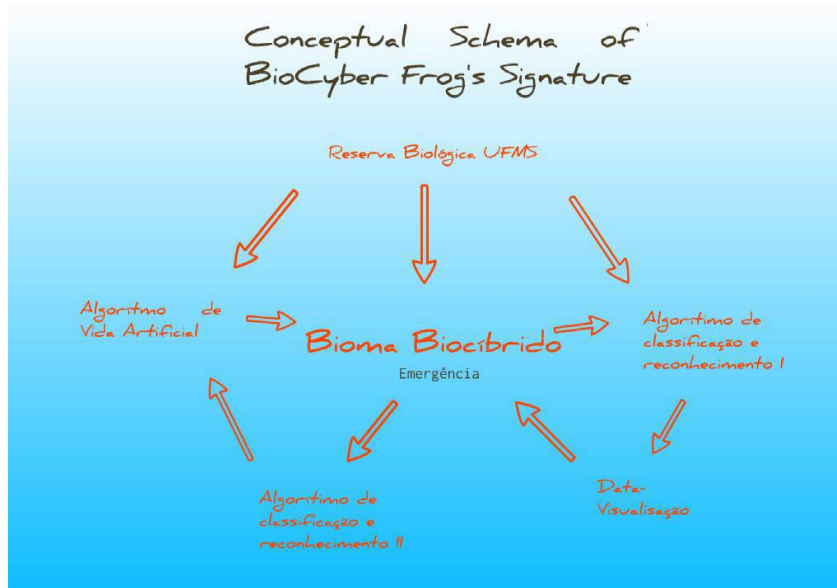 Conceptual Schema of
BioCyber Frog's Signature
Reserva Biológica UFMS
Algoritmo de
Vida Artificial
Bioma Biocíbrido
Emergência
Algoritimo de
classificação e
reconhecimento I
Algoritimo de
classificação e
reconhecimento II
Data-
Visualisação